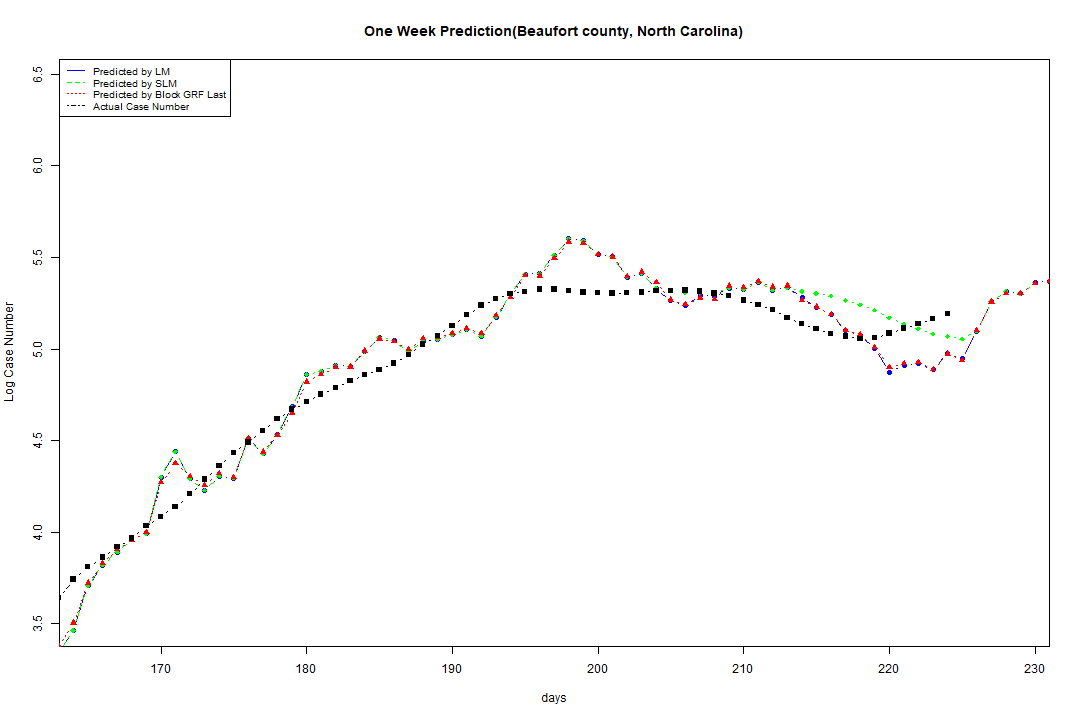 One Week Prediction(Beaufort county, North Carolina)
Predicted by LM
Predicted by SLM
Predicted by Block GRF Last
Actual Case Number
6.5
6.0
5.5
5.0
4.5
4.0
3.5
Log Case Number
170 180 190 200 210 220 230
days